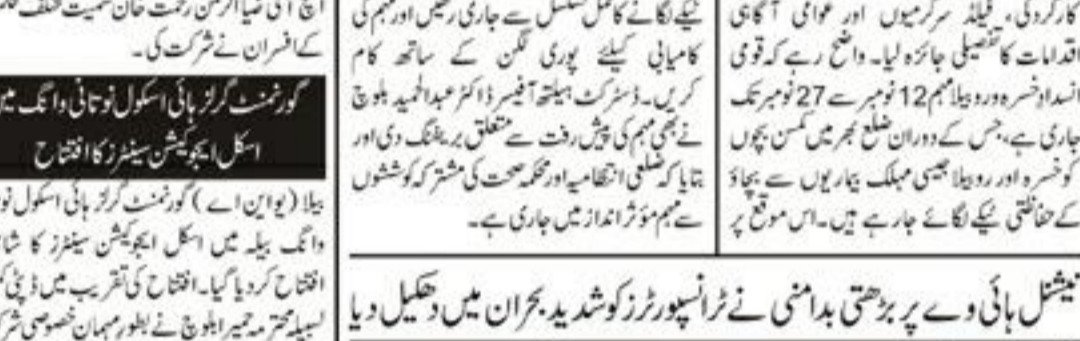 کارکردگی، فیلڈ سرگرمیوں اور عوامی آگاہی
اقدامات کا تفصیلی جائزہ لیا۔ واضح رہے کہ قومی
انسداد خسرہ و روبیلا مہم 12 نومبر سے 27 نومبر تک
جاری ہے، جس کے دوران ضلع بھر میں کمسن بچوں
کو خسرہ اور روبیلا جیسی مہلک بیماریوں سے بچاؤ
کے حفاظتی ٹیکے لگائے جا رہے ہیں۔ اس موقع پر
ٹیکے لگانے کا عمل تسلسل سے جاری رکھیں اور مہم کی
کامیابی کیلئے پوری لگن کے ساتھ کام
کریں۔ ڈسٹرکٹ ہیلتھ آفیسر ڈاکٹر عبدالحمید بلوچ
نے بھی مہم کی پیش رفت سے متعلق بریفنگ دی اور
بتایا کہ ضلعی انتظامیہ اور محکمہ صحت کی مشترکہ کوششوں
سے مہم مؤثر انداز میں جاری ہے۔
نیشنل ہائی وے پر بڑھتی بدامنی نے ٹرانسپورٹرز کو شدید بحران میں دھکیل دیا
ضیا الرحمن رحمت خان سمیت مختلف
کے افسران نے شرکت کی۔
گورنمنٹ گرلز ہائی اسکول نوتانی وانگ میں
اسکل ایجوکیشن سینٹرز کا افتتاح
بیلا (یو این اے) گورنمنٹ گرلز ہائی اسکول
وانگ بیلہ میں اسکل ایجوکیشن سینٹرز کا
افتتاح کر دیا گیا۔ افتتاح کی تقریب میں ڈپٹی
لسبیلہ محترمہ حمیرا بلوچ نے بطور مہمان خصوصی